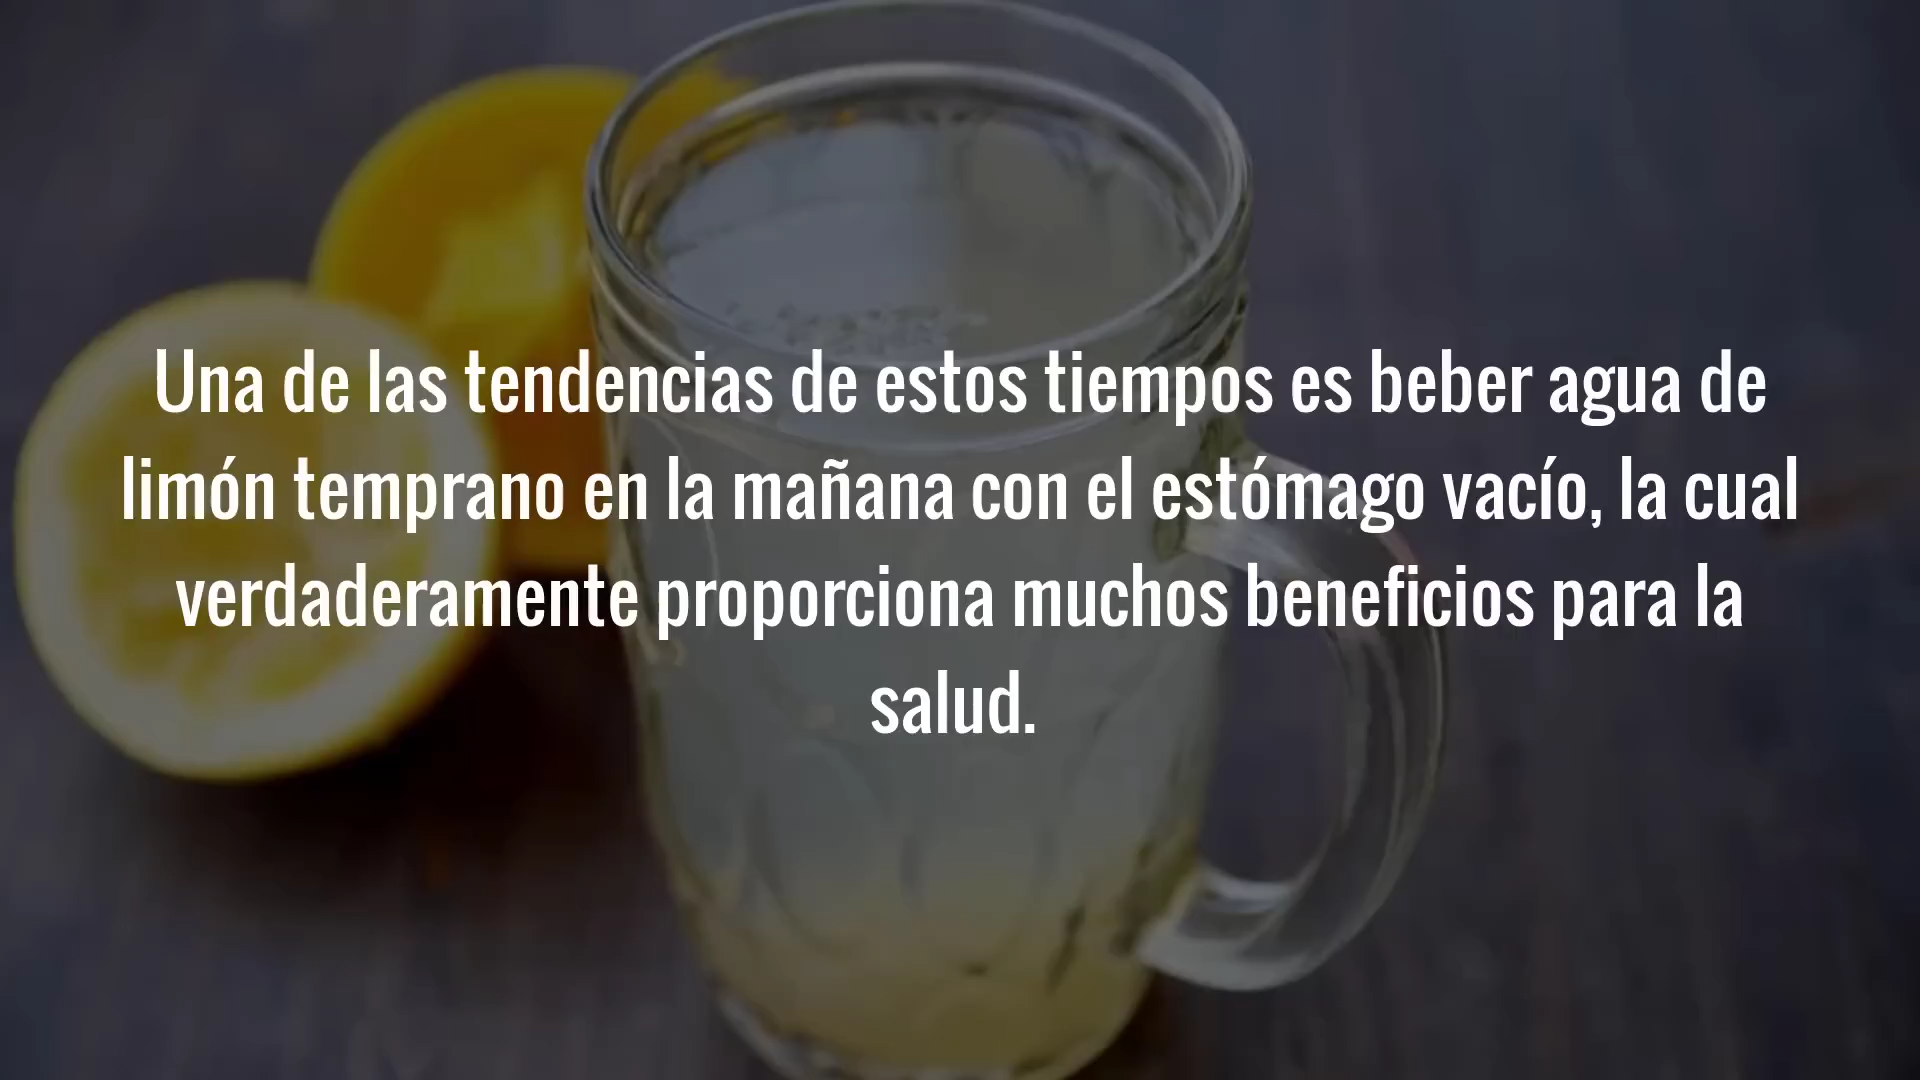 Una de las tendencias de estos tiempos es beber agua de
limón temprano en la mañana con el estómago vacío, la cual
verdaderamente proporciona muchos beneficios para la
salud.